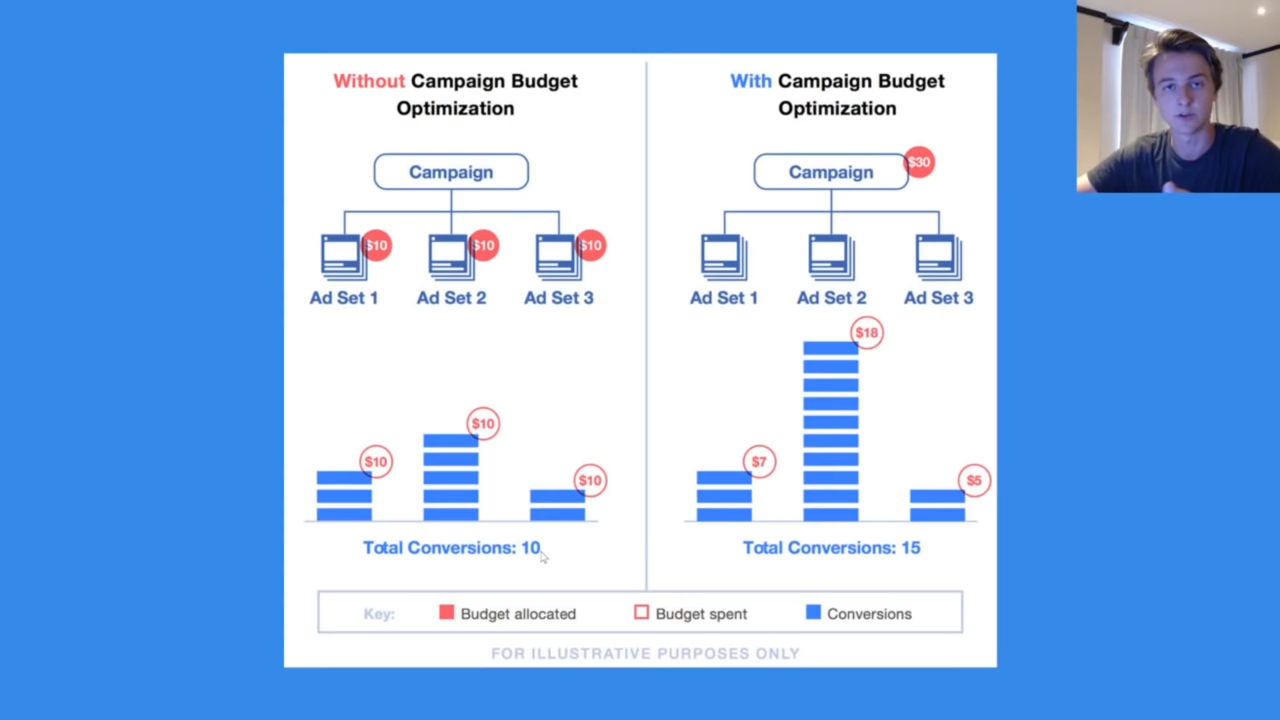 Without Campaign Budget
Optimization
Campaign
$10
$10
$10
Ad Set 1
Ad Set 2
Ad Set 3
$10
$10
$10
Total Conversions: 10
With Campaign Budget
Optimization
Campaign
$30
Ad Set 1
Ad Set 2
Ad Set 3
$18
$7
$5
Total Conversions: 15
Key:
Budget allocated
Budget spent
Conversions
FOR ILLUSTRATIVE PURPOSES ONLY